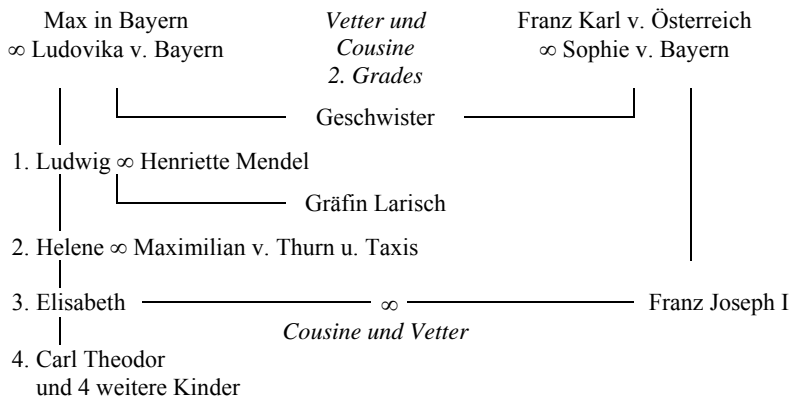 Max in Bayern
∞ Ludovika v. Bayern
Vetter und
Cousine
2. Grades
Franz Karl v. Österreich
∞ Sophie v. Bayern
Geschwister
1. Ludwig ∞ Henriette Mendel
Gräfin Larisch
2. Helene ∞ Maximilian v. Thurn u. Taxis
3. Elisabeth ∞ Franz Joseph I
Cousine und Vetter
4. Carl Theodor
und 4 weitere Kinder